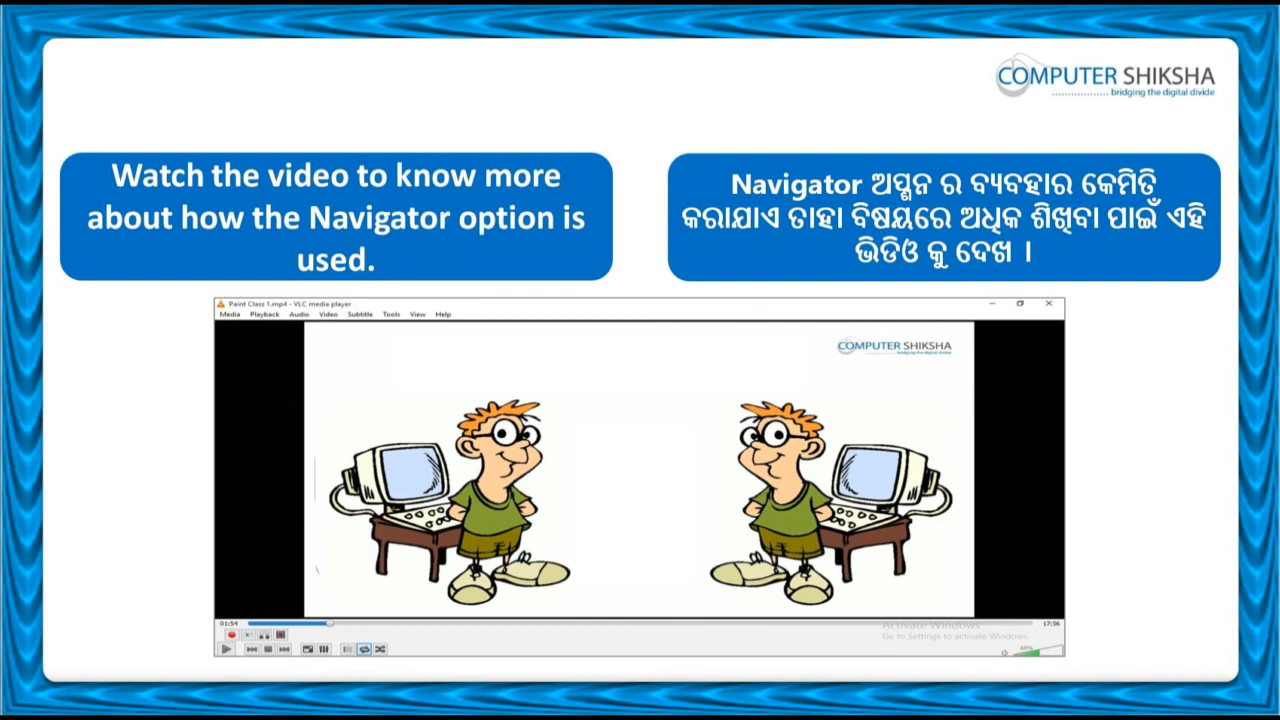 COMPUTER SHIKSHA
bridging the digital divide
Watch the video to know more
about how the Navigator option is
used.
Navigator ଅପ୍ସନ ର ବ୍ୟବହାର କେମିତି
କରାଯାଏ ତାହା ବିଷୟରେ ଅଧିକ ଶିଖିବା ପାଇଁ ଏହି
ଭିଡିଓ କୁ ଦେଖ ।
Paint Class 1.mp4 - VLC media player
Media Playback Audio Video Subtitle Tools View Help
COMPUTER SHIKSHA
bridging the digital divide
01:54
17:56
Activate Windows
Go to Settings to activate Windows.